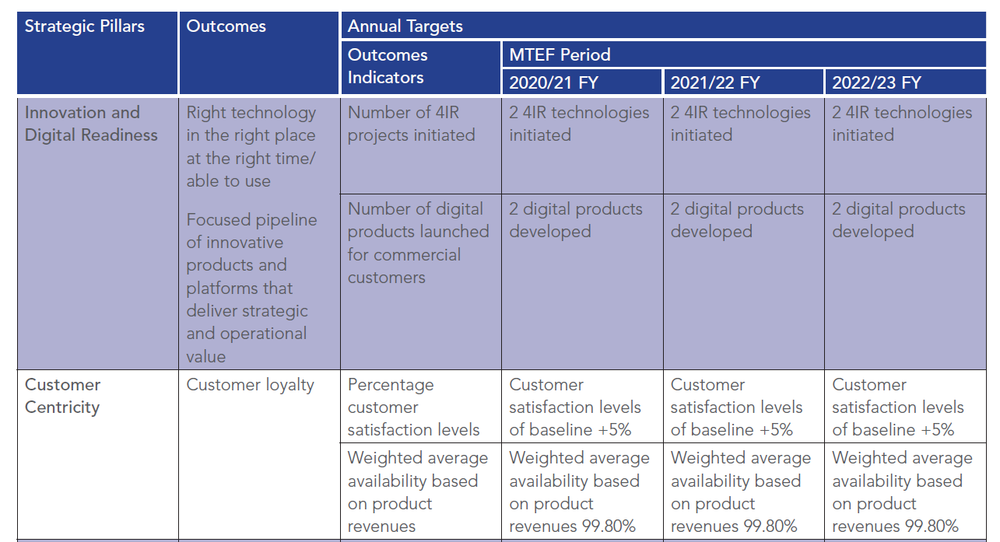 Strategic Pillars
Outcomes
Annual Targets
Outcomes
Indicators
MTEF Period
2020/21 FY
2021/22 FY
2022/23 FY
Innovation and
Digital Readiness
Right technology
in the right place
at the right time/
able to use
Focused pipeline
of innovative
products and
platforms that
deliver strategic
and operational
value
Number of 4IR
projects initiated
2 4IR technologies
initiated
2 4IR technologies
initiated
2 4IR technologies
initiated
Number of digital
products launched
for commercial
customers
2 digital products
developed
2 digital products
developed
2 digital products
developed
Customer
Centricity
Customer loyalty
Percentage
customer
satisfaction levels
Customer
satisfaction levels
of baseline +5%
Customer
satisfaction levels
of baseline +5%
Customer
satisfaction levels
of baseline +5%
Weighted average
availability based
on product
revenues
Weighted average
availability based
on product
revenues 99.80%
Weighted average
availability based
on product
revenues 99.80%
Weighted average
availability based
on product
revenues 99.80%